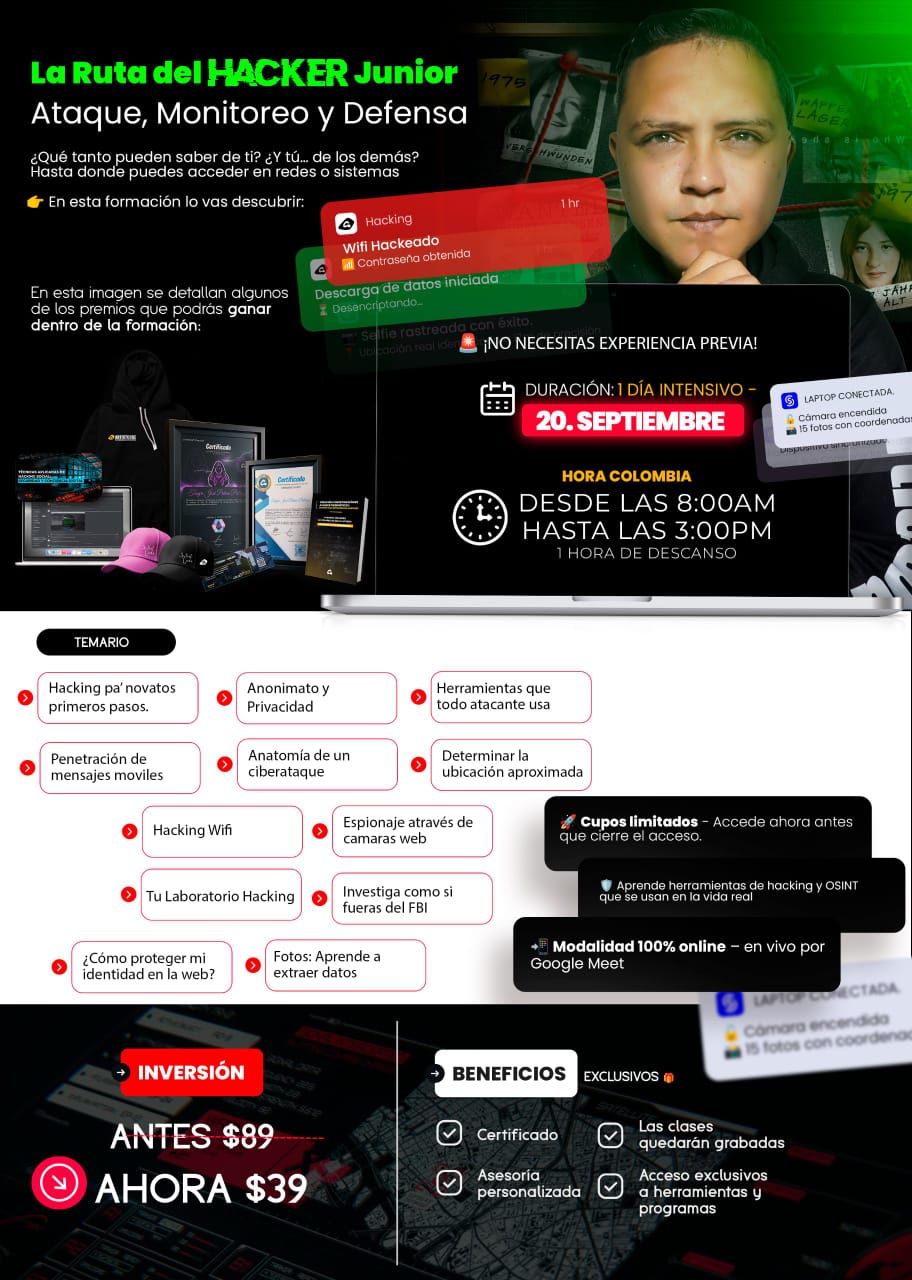 La Ruta del HACKER Junior
Ataque, Monitoreo y Defensa
¿Qué tanto pueden saber de ti? ¿Y tú... de los demás?
Hasta donde puedes acceder en redes o sistemas
👉 En esta formación lo vas descubrir:
1975
VERSCHWUNDEN
Hacking
1 hr
Wifi Hackeado
📶 Contraseña obtenida
Descarga de datos iniciada
⏳ Desencriptando...
Selfie rastreada con éxito.
En esta imagen se detallan algunos
de los premios que podrás ganar
dentro de la formación:
Certificado
Certificado
🚨 ¡NO NECESITAS EXPERIENCIA PREVIA!
DURACIÓN: 1 DÍA INTENSIVO -
20. SEPTIEMBRE
LAPTOP CONECTADA.
🔓 Cámara encendida
📸 15 fotos con coordenadas
Dispositivo sincronizado.
HORA COLOMBIA
DESDE LAS 8:00AM
HASTA LAS 3:00PM
1 HORA DE DESCANSO
TEMARIO
Hacking pa' novatos
primeros pasos.
Anonimato y
Privacidad
Herramientas que
todo atacante usa
Penetración de
mensajes moviles
Anatomía de un
ciberataque
Determinar la
ubicación aproximada
Hacking Wifi
Espionaje através de
camaras web
Tu Laboratorio Hacking
Investiga como si
fueras del FBI
¿Cómo proteger mi
identidad en la web?
Fotos: Aprende a
extraer datos
🚀 Cupos limitados - Accede ahora antes
que cierre el acceso.
🛡️ Aprende herramientas de hacking y OSINT
que se usan en la vida real
📲 Modalidad 100% online – en vivo por
Google Meet
LAPTOP CONECTADA.
🔓 Cámara encendida
📸 15 fotos con coordenad
INVERSIÓN
ANTES $89
AHORA $39
BENEFICIOS
EXCLUSIVOS 🎁
Certificado
Las clases
quedarán grabadas
Asesoría
personalizada
Acceso exclusivos
a herramientas y
programas